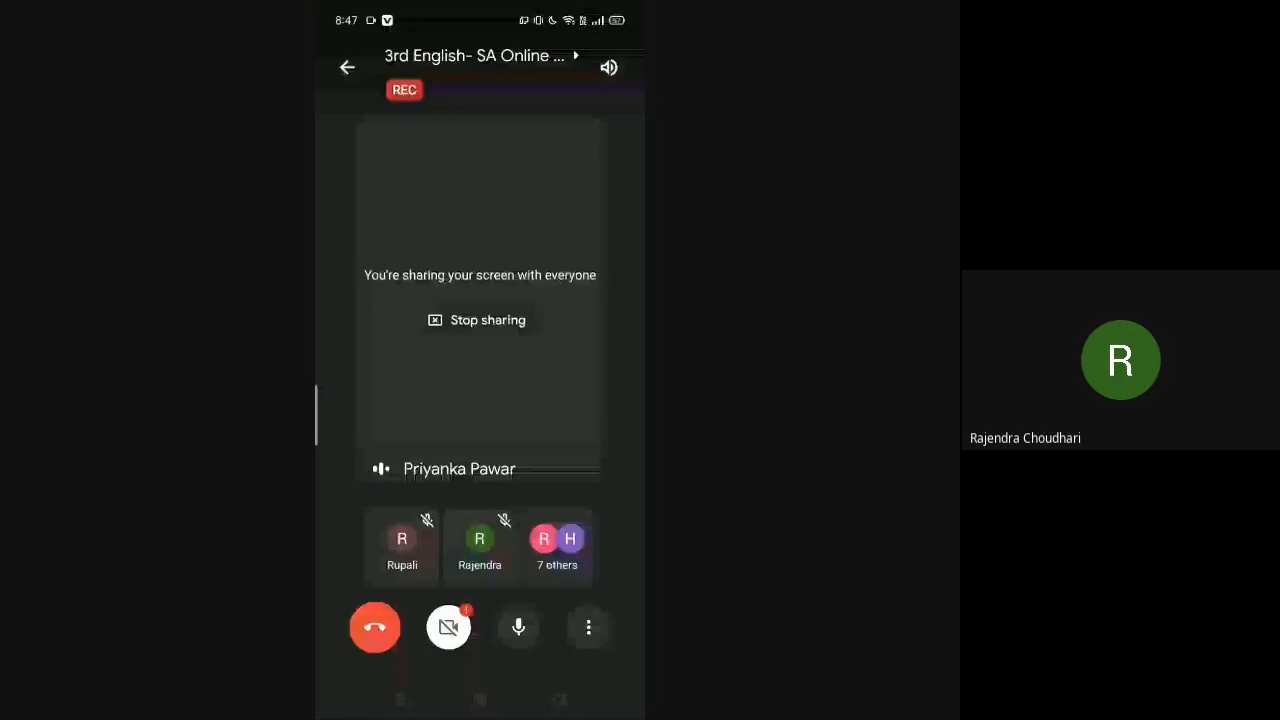 8:47
3rd English- SA Online ...
REC
You're sharing your screen with everyone
Stop sharing
Priyanka Pawar
R
R
R H
Rupali
Rajendra
7 others
R
Rajendra Choudhari